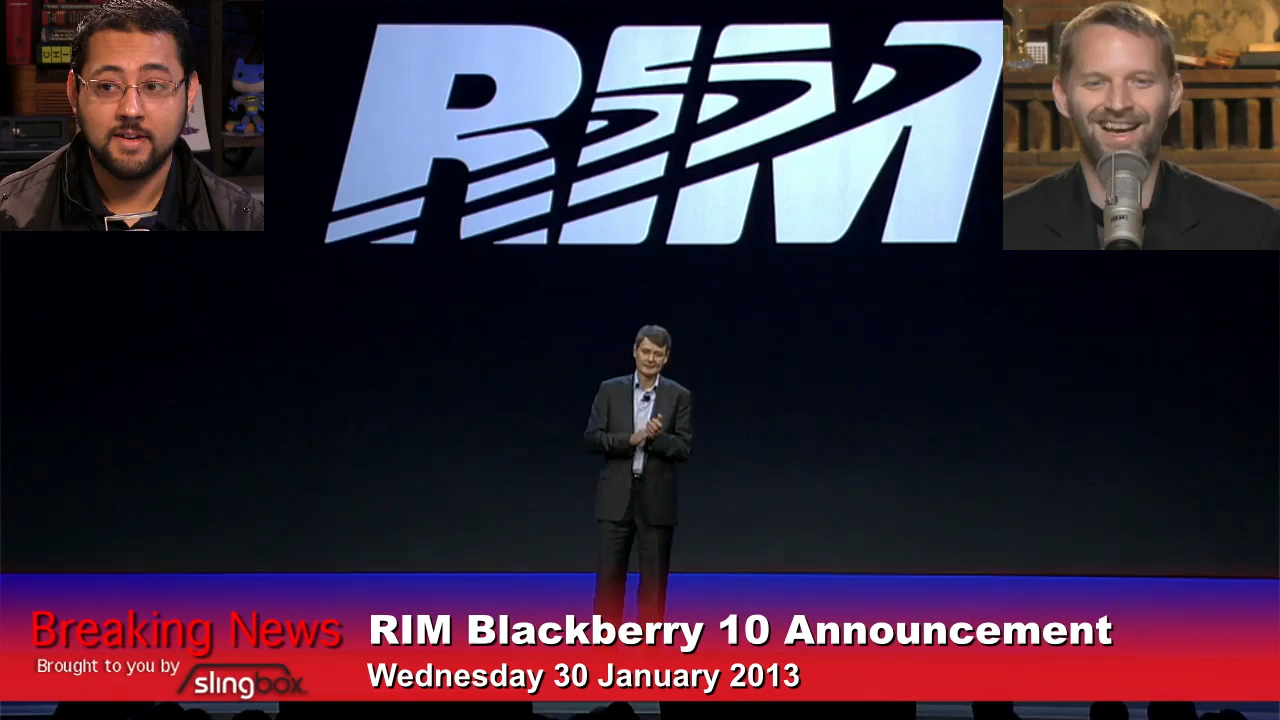 RIM
Breaking News
Brought to you by
slingbox
RIM Blackberry 10 Announcement
Wednesday 30 January 2013